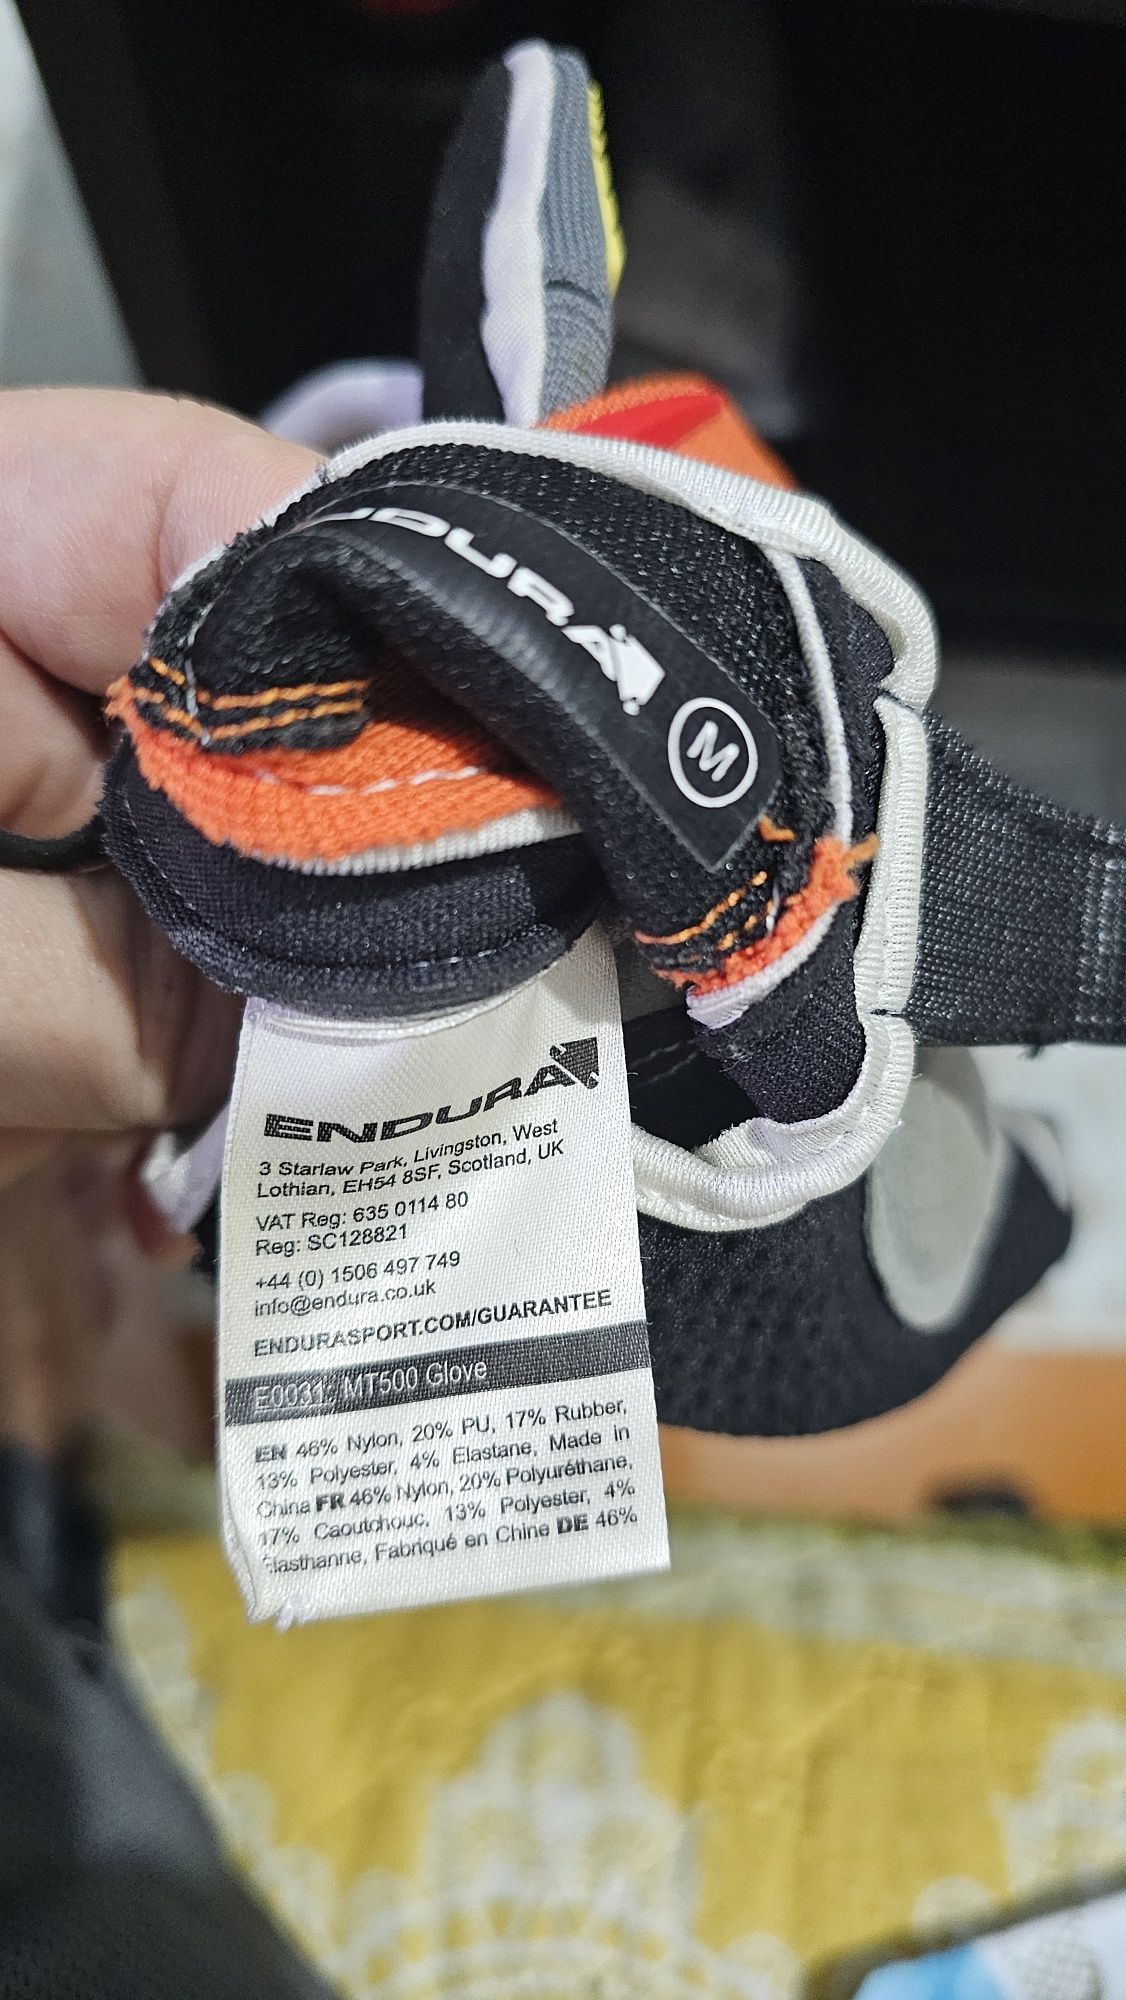 ENDURA
M
ENDURA
3 Starlaw Park, Livingston, West
Lothian, EH54 8SF, Scotland, UK
VAT Reg: 635 0114 80
Reg: SC128821
+44 (0) 1506 497 749
info@endura.co.uk
ENDURASPORT.COM/GUARANTEE
E0031: MT500 Glove
EN 46% Nylon, 20% PU, 17% Rubber,
13% Polyester, 4% Elastane, Made in
China FR 46% Nylon, 20% Polyuréthane,
17% Caoutchouc, 13% Polyester, 4%
Élasthanne, Fabriqué en Chine DE 46%